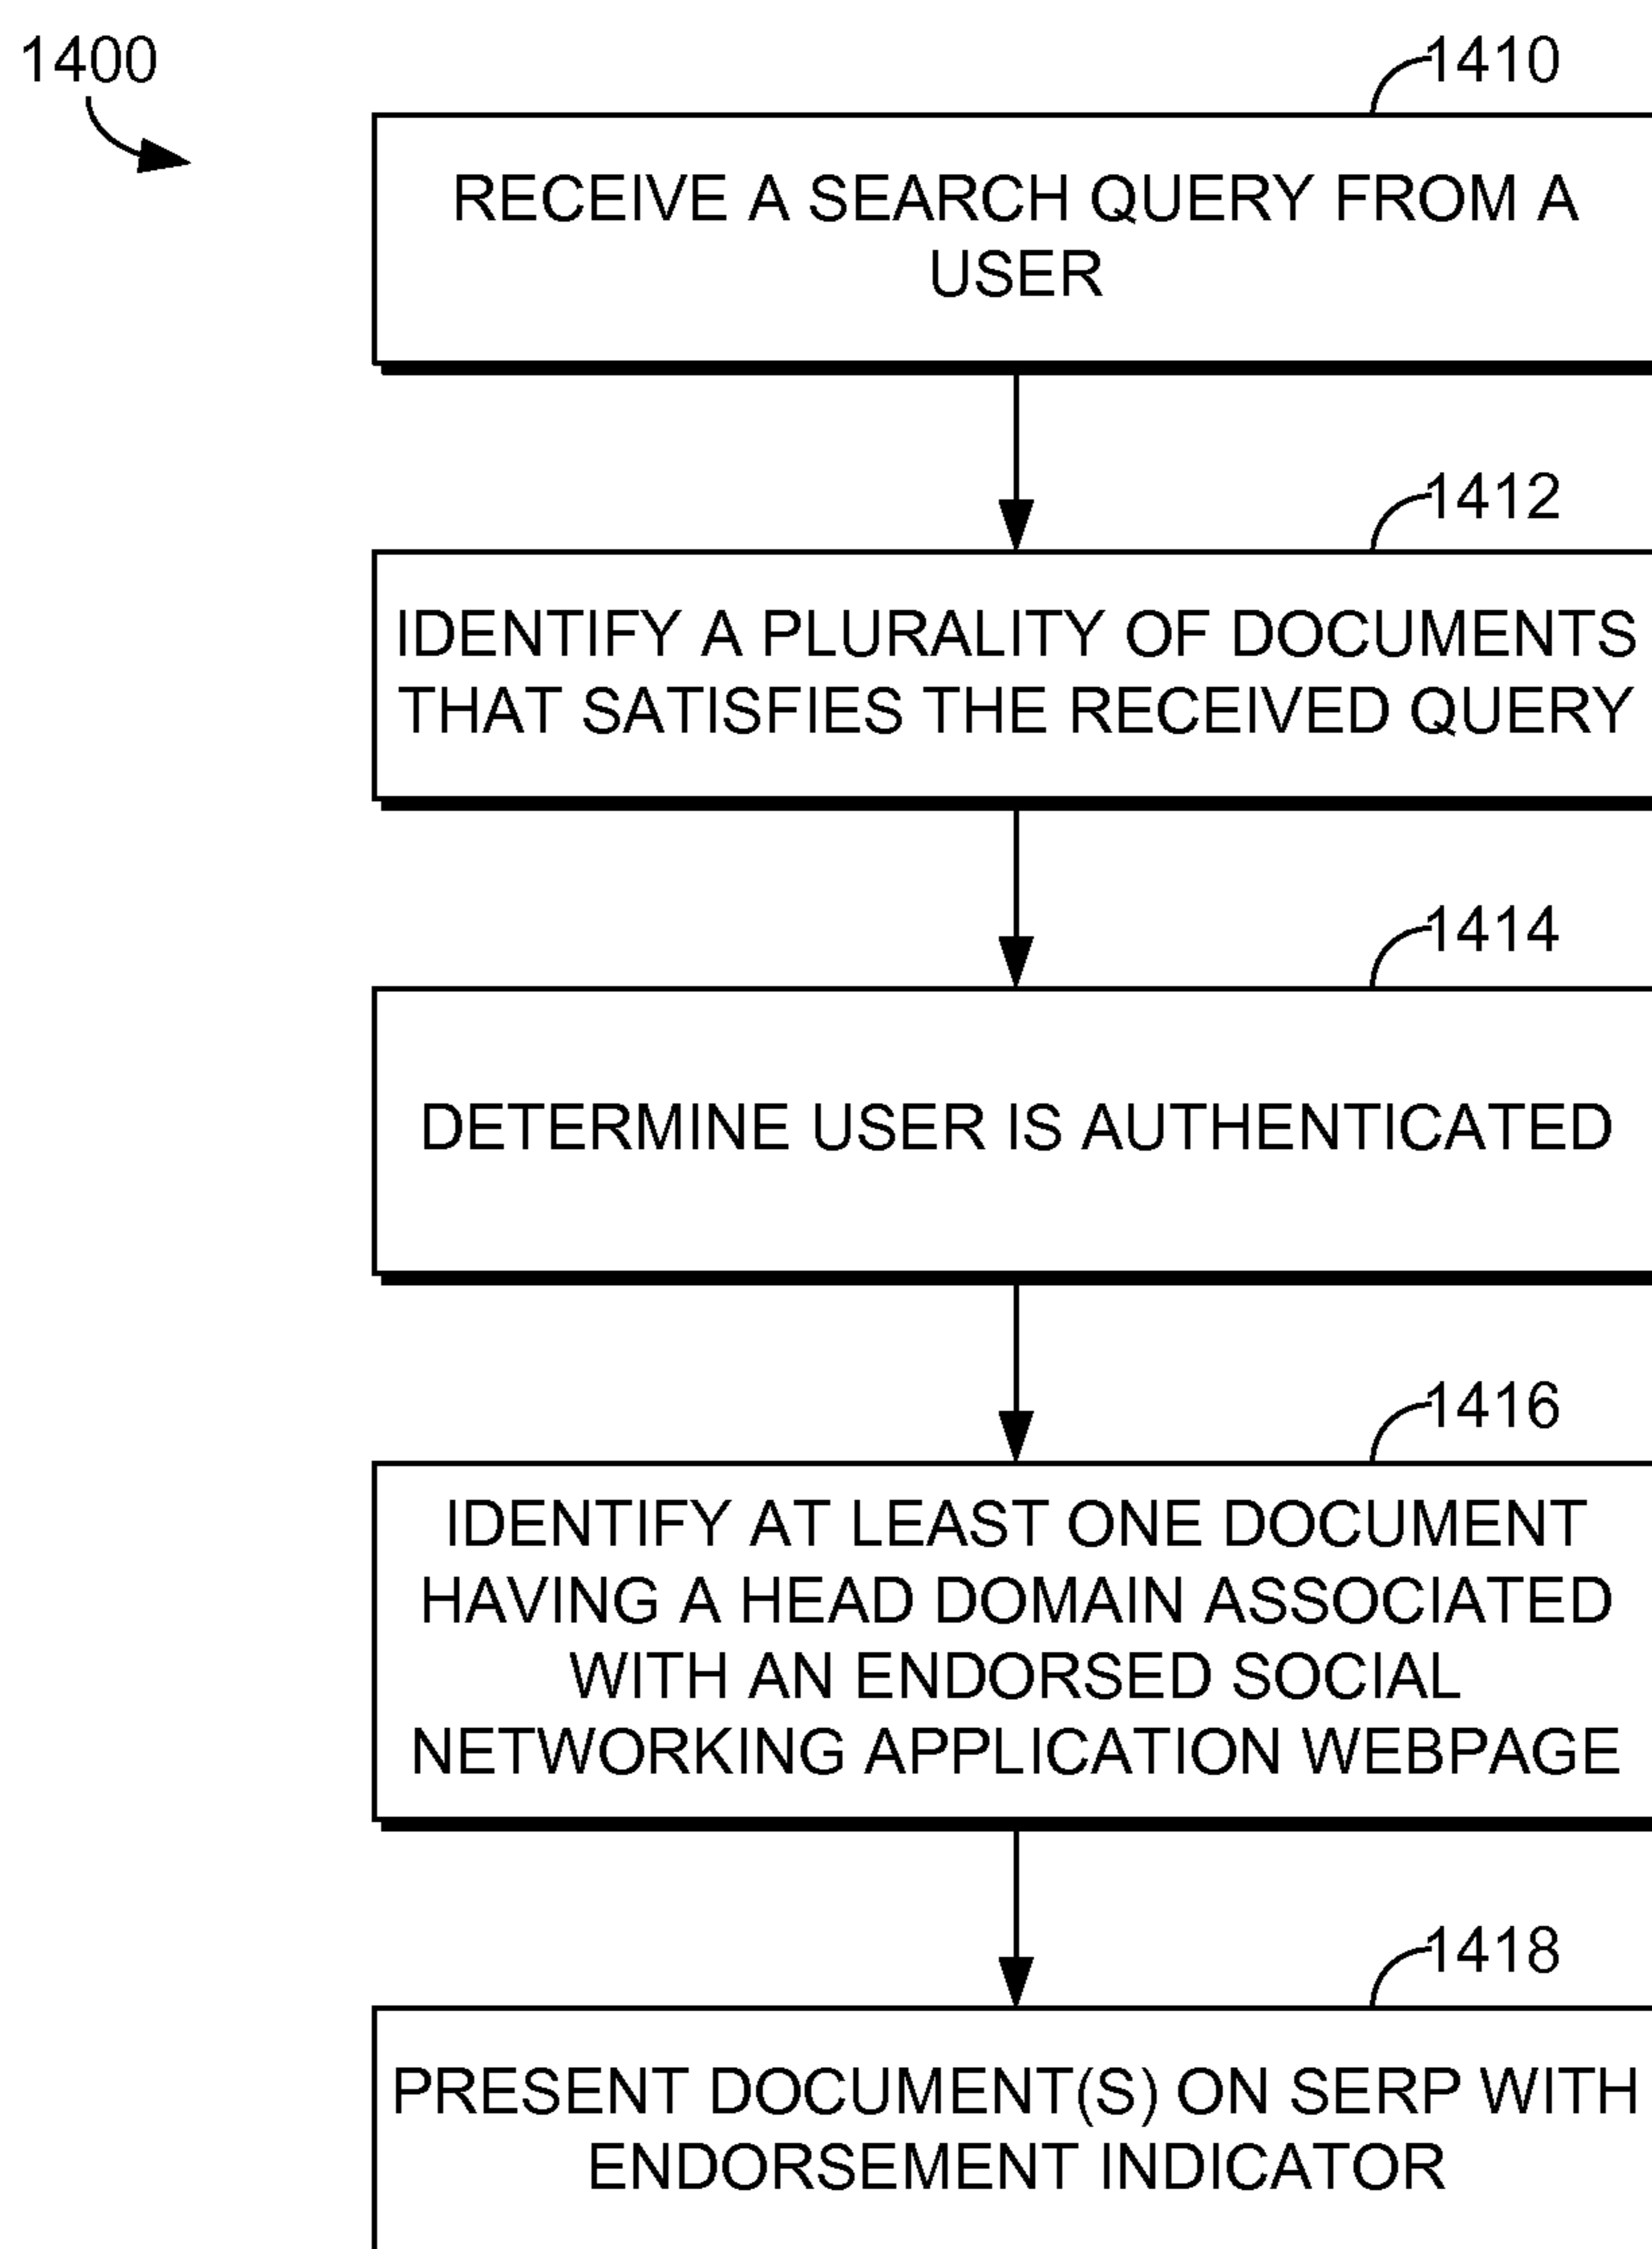 1400
1410
RECEIVE A SEARCH QUERY FROM A
USER
1412
IDENTIFY A PLURALITY OF DOCUMENTS
THAT SATISFIES THE RECEIVED QUERY
1414
DETERMINE USER IS AUTHENTICATED
1416
IDENTIFY AT LEAST ONE DOCUMENT
HAVING A HEAD DOMAIN ASSOCIATED
WITH AN ENDORSED SOCIAL
NETWORKING APPLICATION WEBPAGE
1418
PRESENT DOCUMENT(S) ON SERP WITH
ENDORSEMENT INDICATOR